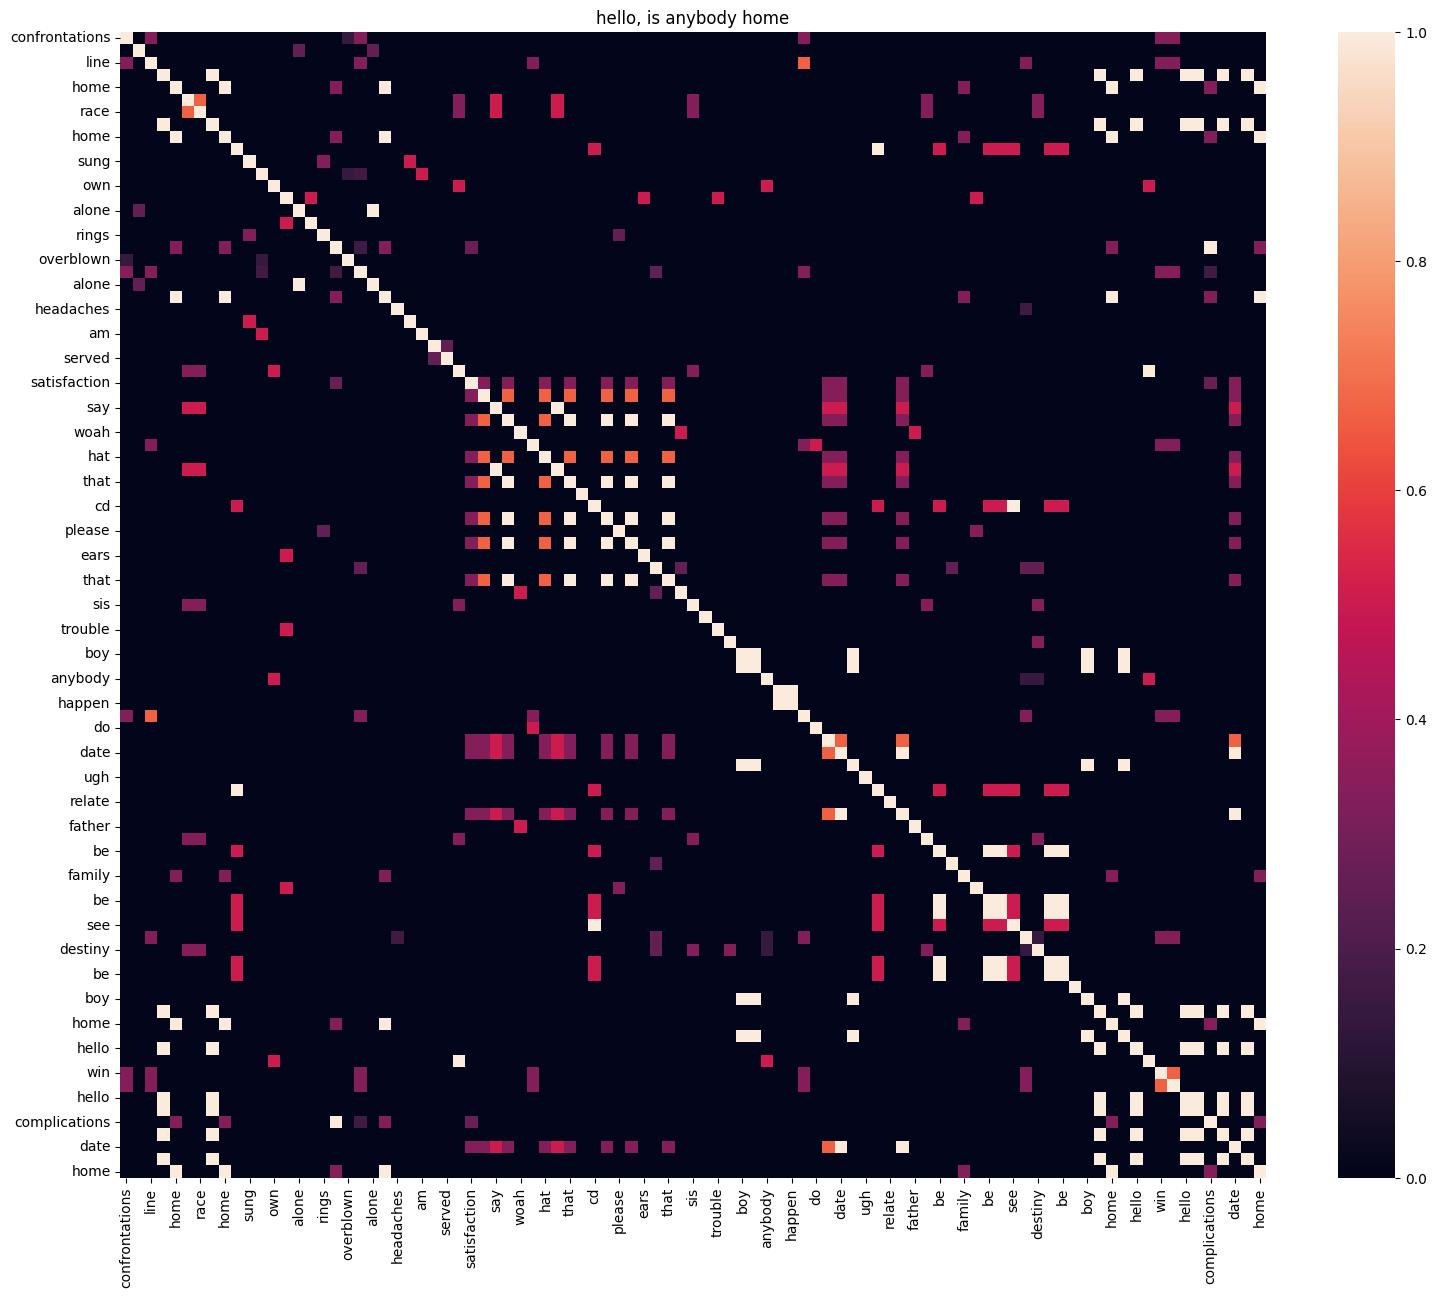 hello, is anybody home
confrontations
line
home
race
home
sung
own
alone
rings
overblown
alone
headaches
am
served
satisfaction
say
woah
hat
that
cd
please
ears
that
sis
trouble
boy
anybody
happen
do
date
ugh
relate
father
be
family
be
see
destiny
be
boy
home
hello
win
hello
complications
date
home
confrontations
line
home
race
home
sung
own
alone
rings
overblown
alone
headaches
am
served
satisfaction
say
woah
hat
that
cd
please
ears
that
sis
trouble
boy
anybody
happen
do
date
ugh
relate
father
be
family
be
see
destiny
be
boy
home
hello
win
hello
complications
date
home
1.0
0.8
0.6
0.4
0.2
0.0